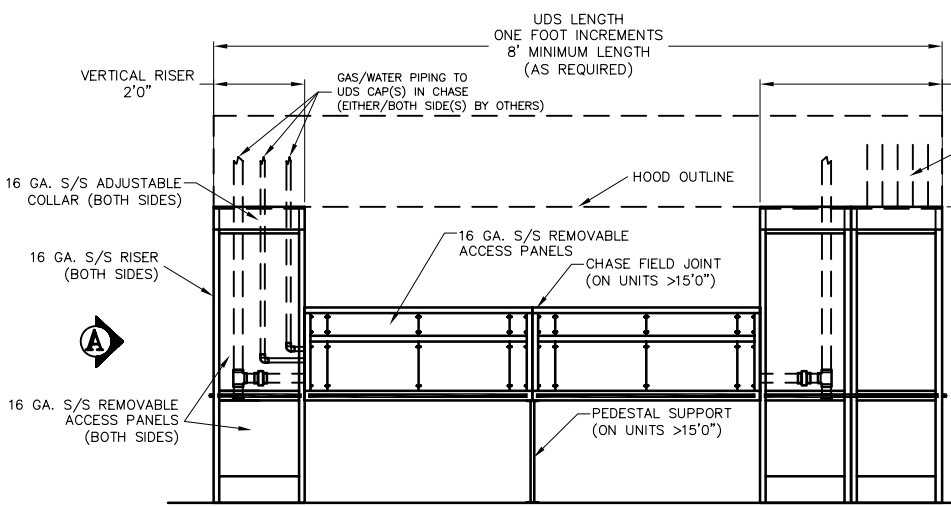 UDS LENGTH
ONE FOOT INCREMENTS
8' MINIMUM LENGTH
(AS REQUIRED)
VERTICAL RISER
2'0"
GAS/WATER PIPING TO
UDS CAP(S) IN CHASE
(EITHER/BOTH SIDE(S) BY OTHERS)
16 GA. S/S ADJUSTABLE
COLLAR (BOTH SIDES)
HOOD OUTLINE
16 GA. S/S REMOVABLE
ACCESS PANELS
16 GA. S/S RISER
(BOTH SIDES)
CHASE FIELD JOINT
(ON UNITS >15'0")
A
16 GA. S/S REMOVABLE
ACCESS PANELS
(BOTH SIDES)
PEDESTAL SUPPORT
(ON UNITS >15'0")